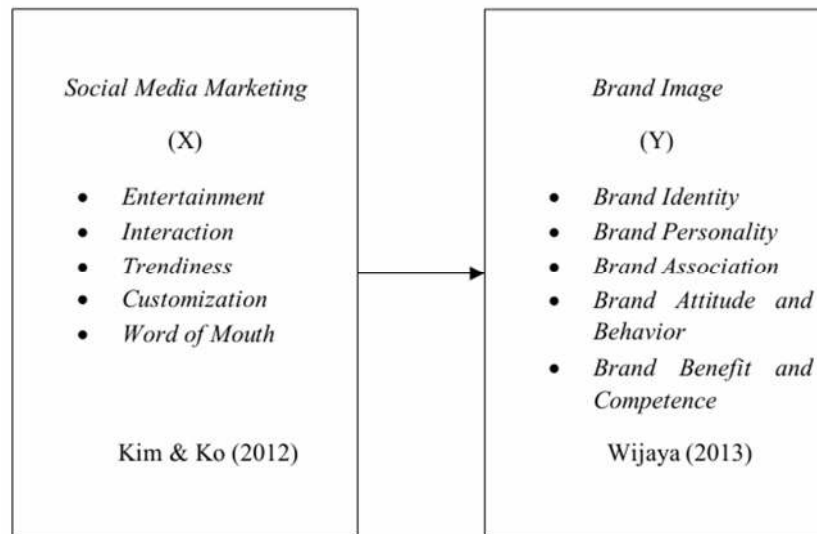 Social Media Marketing
(X)
• Entertainment
• Interaction
• Trendiness
• Customization
• Word of Mouth
Kim & Ko (2012)
Brand Image
(Y)
• Brand Identity
• Brand Personality
• Brand Association
• Brand Attitude and
Behavior
• Brand Benefit and
Competence
Wijaya (2013)